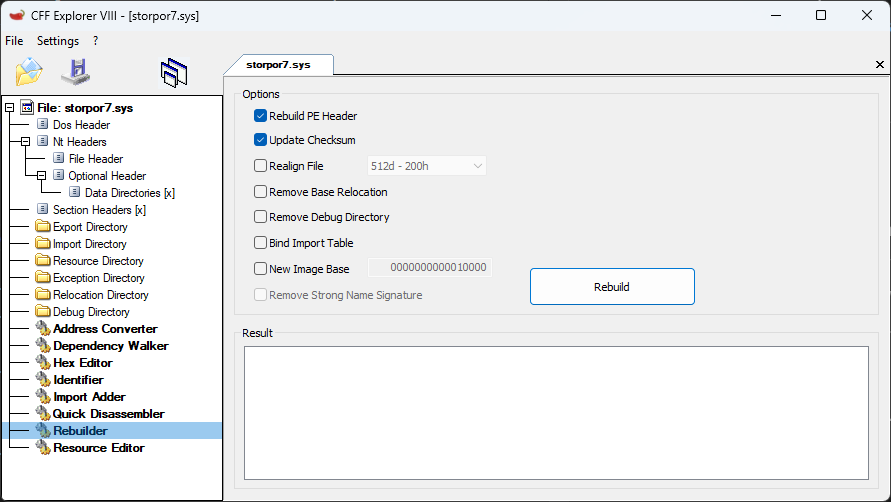 CFF Explorer VIII - [storpor7.sys]
File Settings ?
storpor7.sys
File: storpor7.sys
Dos Header
Nt Headers
File Header
Optional Header
Data Directories [x]
Section Headers [x]
Export Directory
Import Directory
Resource Directory
Exception Directory
Relocation Directory
Debug Directory
Address Converter
Dependency Walker
Hex Editor
Identifier
Import Adder
Quick Disassembler
Rebuilder
Resource Editor
Options
Rebuild PE Header
Update Checksum
Realign File 512d - 200h
Remove Base Relocation
Remove Debug Directory
Bind Import Table
New Image Base 0000000000010000
Remove Strong Name Signature
Rebuild
Result